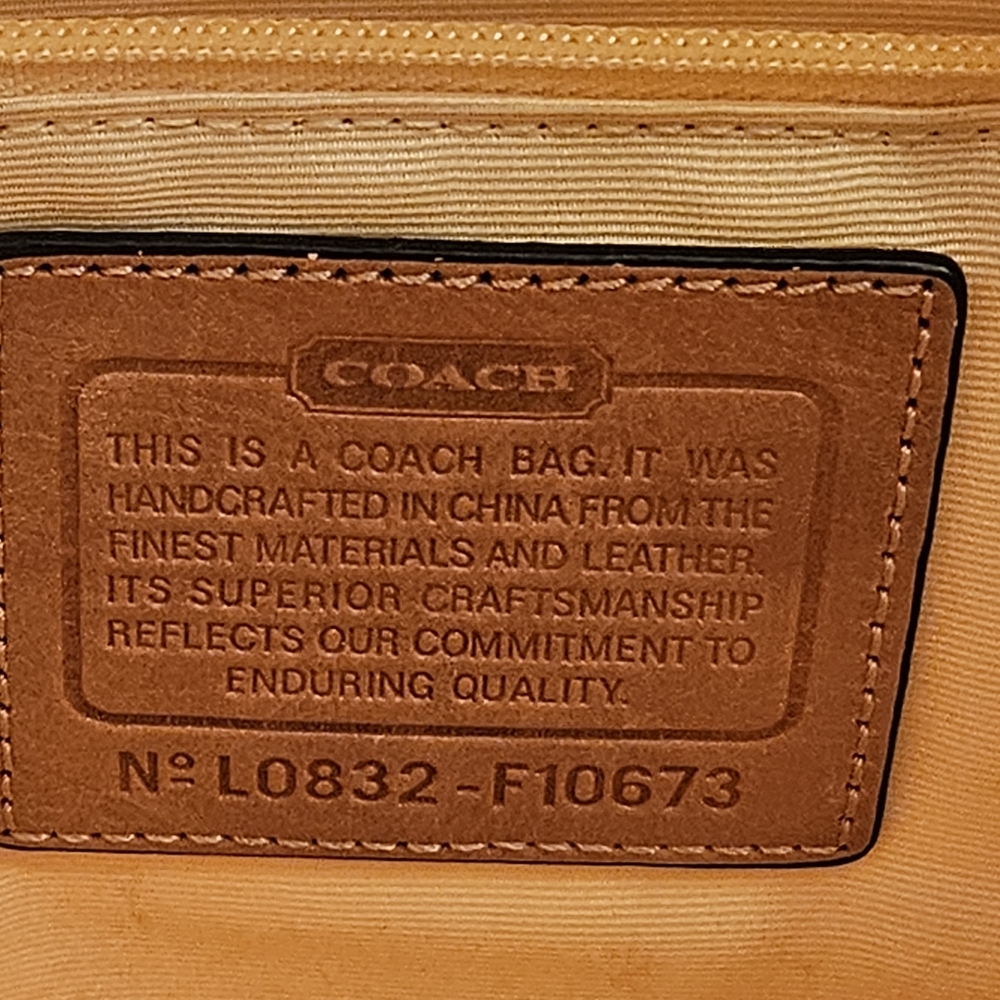 COACH
THIS IS A COACH BAG. IT WAS
HANDCRAFTED IN CHINA FROM THE
FINEST MATERIALS AND LEATHER.
ITS SUPERIOR CRAFTSMANSHIP
REFLECTS OUR COMMITMENT TO
ENDURING QUALITY.
Nº L0832-F10673